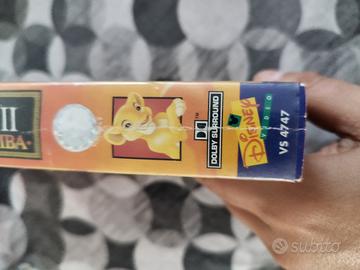 II
MBA
DOLBY SURROUND
DISNEY
VIDEO
VS 4747
subito